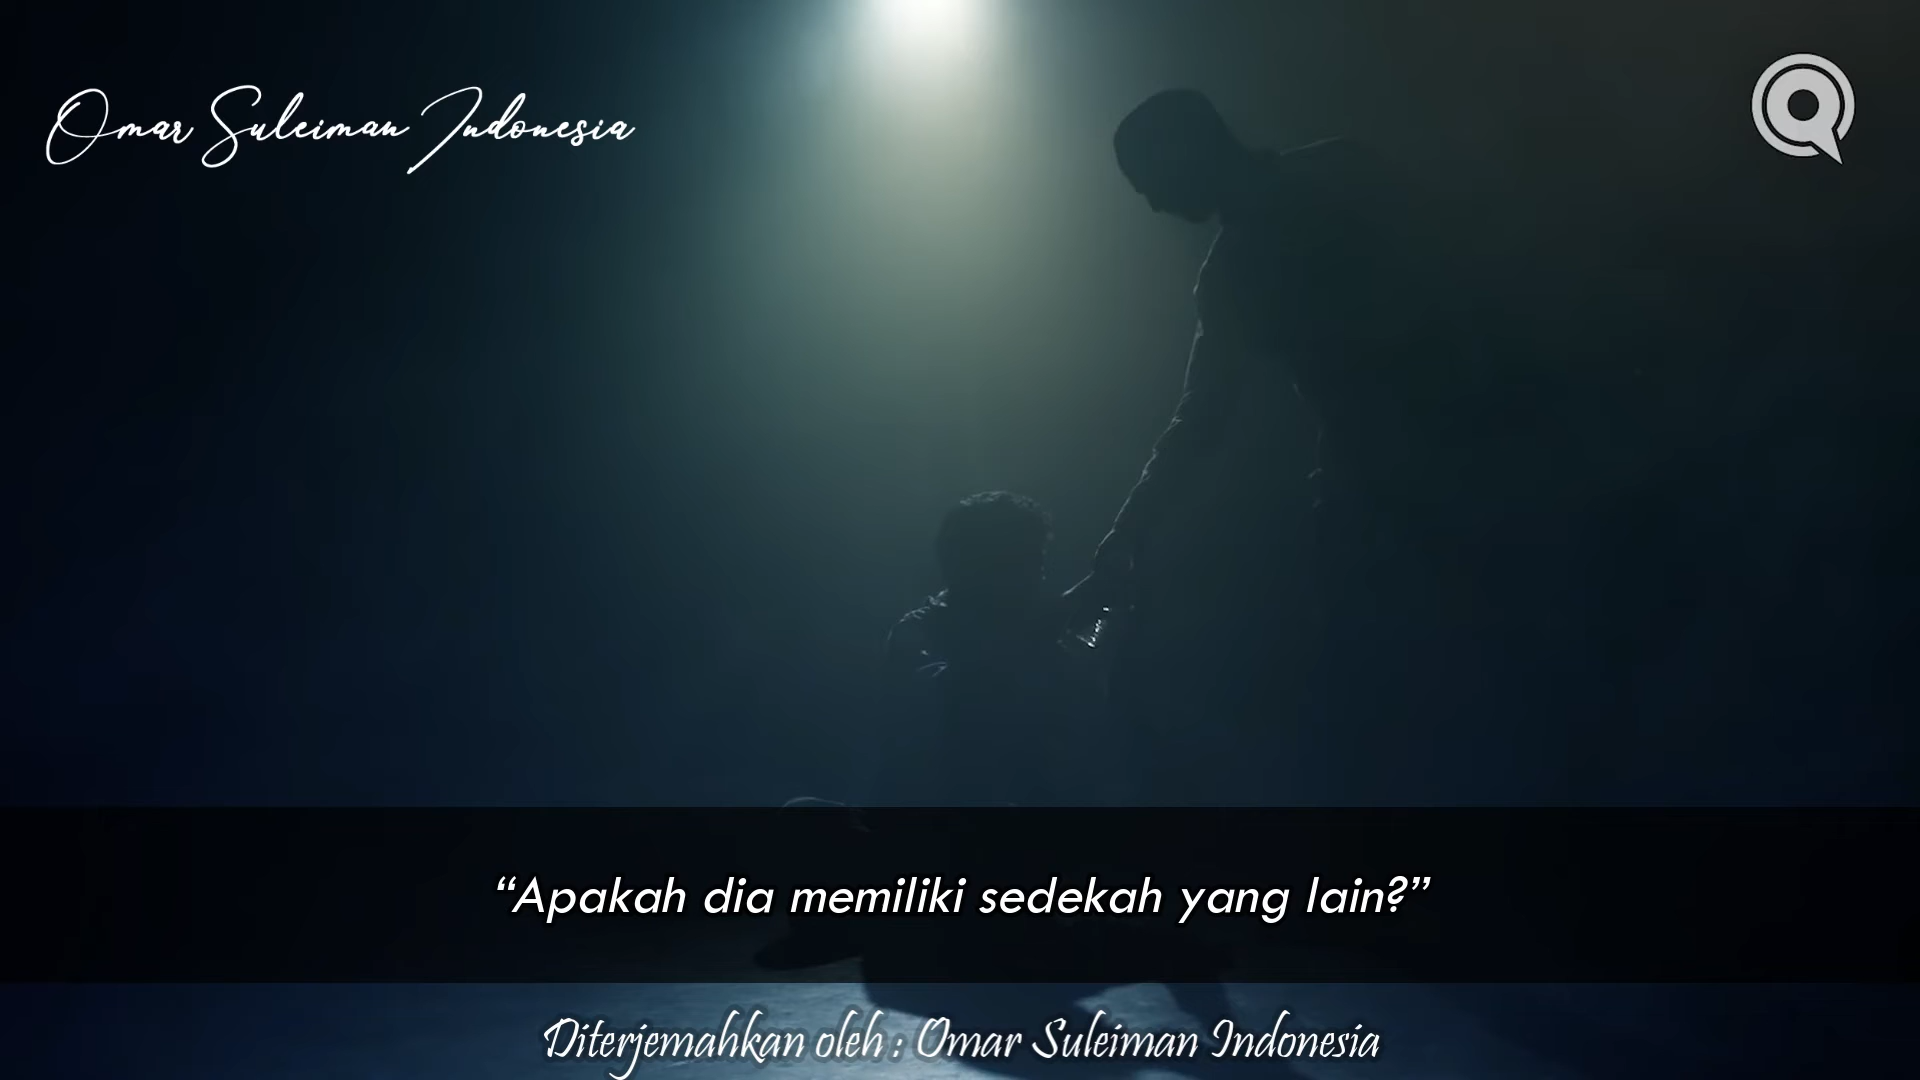 Omar Suleiman Indonesia
“Apakah dia memiliki sedekah yang lain?”
Diterjemahkan oleh : Omar Suleiman Indonesia